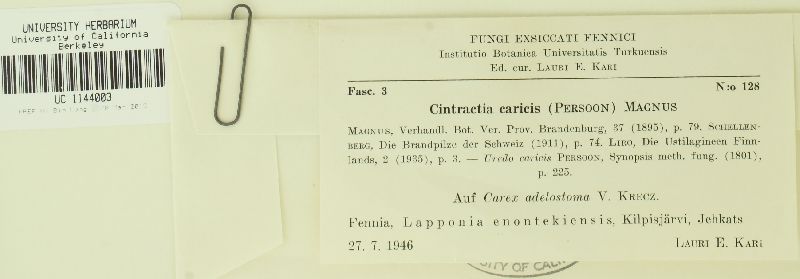 UNIVERSITY HERBARIUM
University of California
Berkeley
UC 1144003
FUNGI EXSICCATI FENNICI
Institutio Botanica Universitatis Turkuensis
Ed. cur. LAURI E. KARI
Fasc. 3 N:o 128
Cintractia caricis (PERSOON) MAGNUS
MAGNUS, Verhandl. Bot. Ver. Prov. Brandenburg, 37 (1895), p. 79. SCHELLEN-
BERG, Die Brandpilze der Schweiz (1911), p. 74. LIRO, Die Ustilagineen Finn-
lands, 2 (1935), p. 3. — Uredo caricis PERSOON, Synopsis meth. fung. (1801),
p. 225.
Auf Carex adelostoma V. KRECZ.
Fennia, Lapponia enontekiensis, Kilpisjärvi, Jehkats
27. 7. 1946 LAURI E. KARI
ITY OF CAL